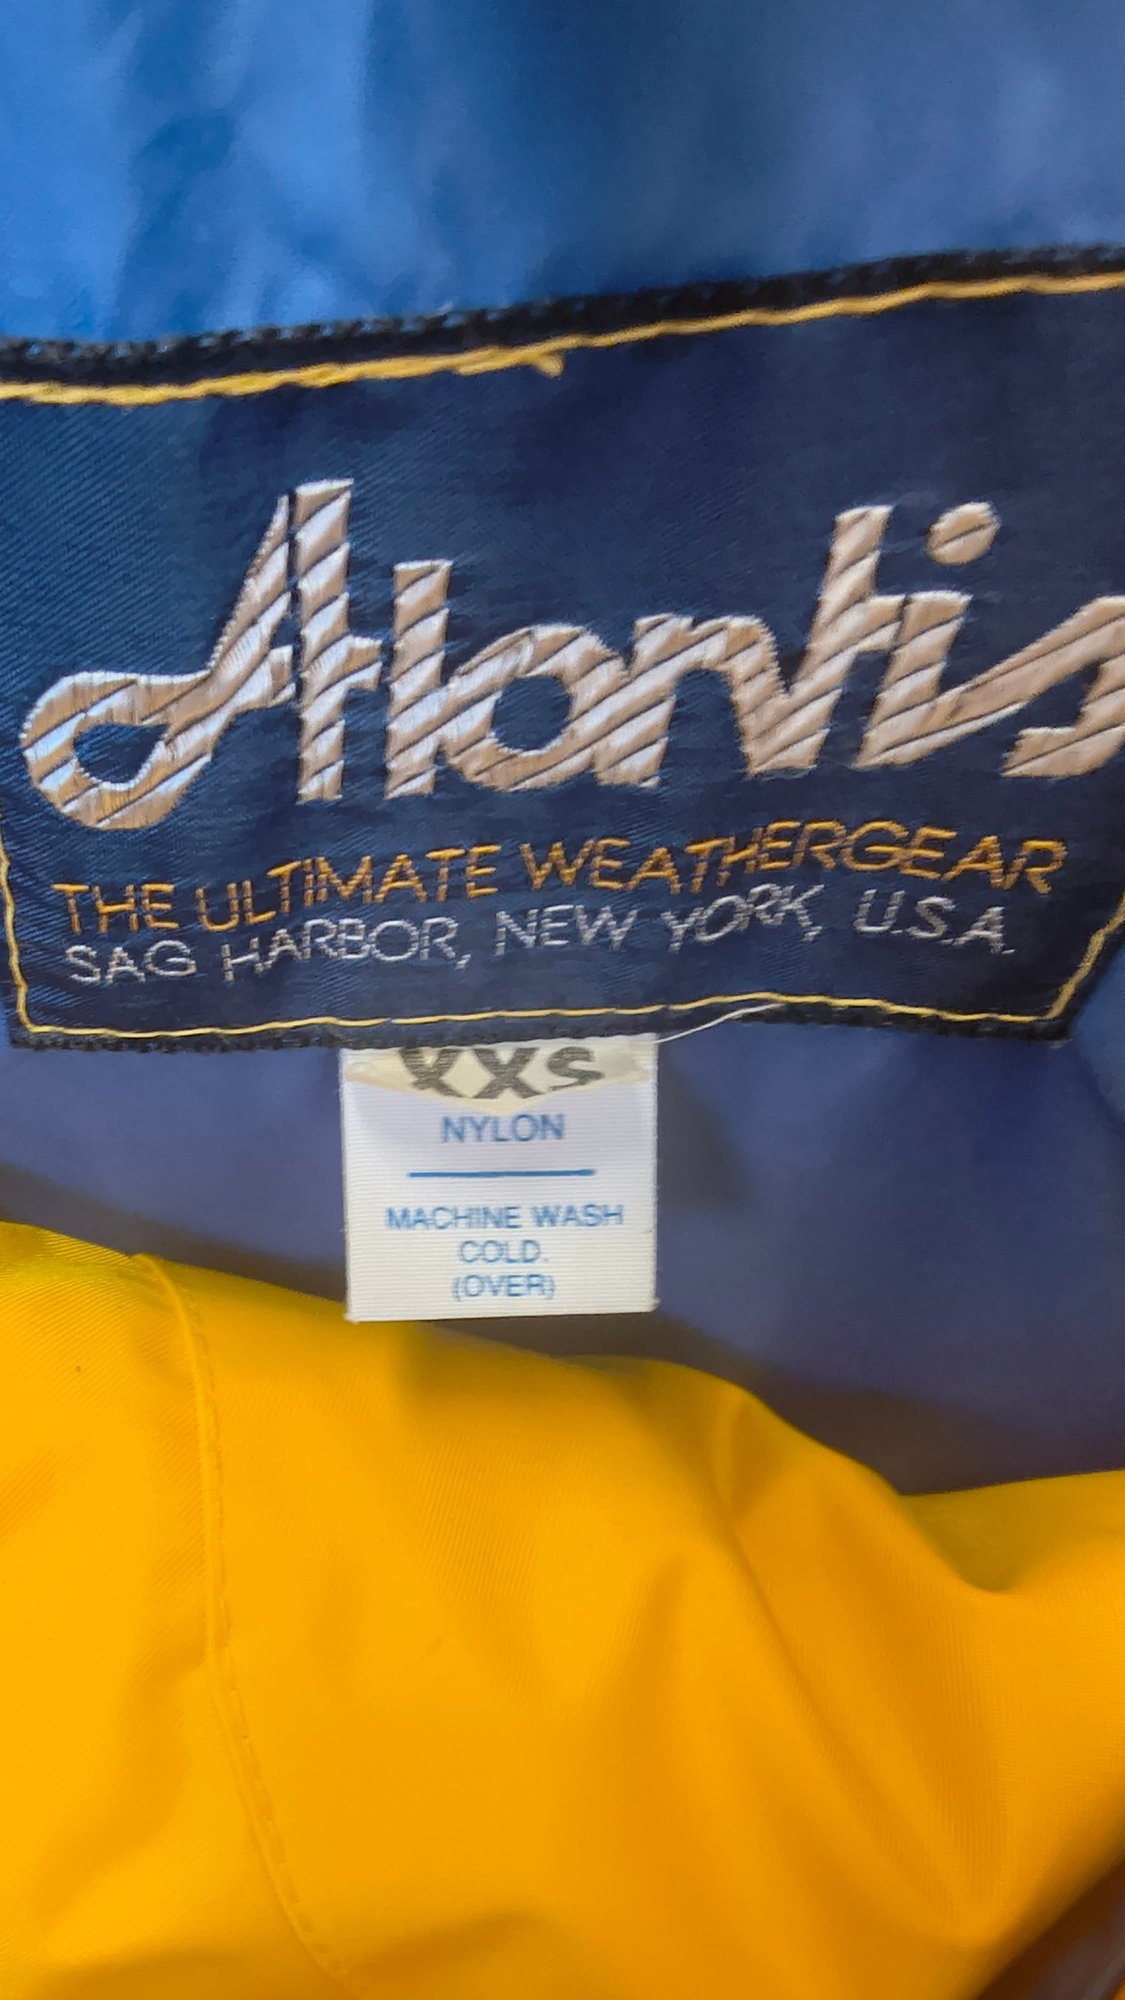 Atlantis
THE ULTIMATE WEATHERGEAR
SAG HARBOR, NEW YORK, U.S.A.
XXS
NYLON
MACHINE WASH
COLD.
(OVER)